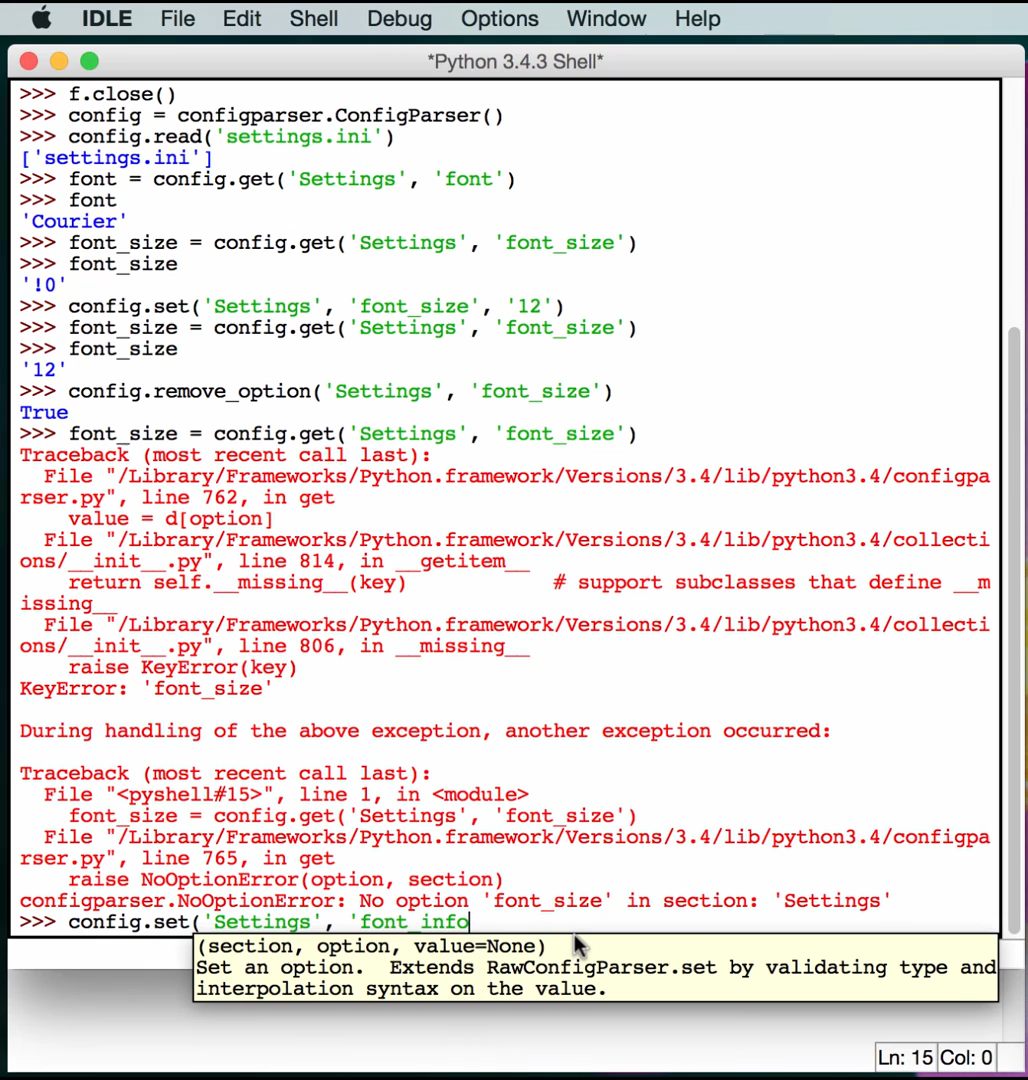 IDLE File Edit Shell Debug Options Window Help
*Python 3.4.3 Shell*
>>> f.close()
>>> config = configparser.ConfigParser()
>>> config.read('settings.ini')
['settings.ini']
>>> font = config.get('Settings', 'font')
>>> font
'Courier'
>>> font_size = config.get('Settings', 'font_size')
>>> font_size
'!0'
>>> config.set('Settings', 'font_size', '12')
>>> font_size = config.get('Settings', 'font_size')
>>> font_size
'12'
>>> config.remove_option('Settings', 'font_size')
True
>>> font_size = config.get('Settings', 'font_size')
Traceback (most recent call last):
  File "/Library/Frameworks/Python.framework/Versions/3.4/lib/python3.4/configpa
rser.py", line 762, in get
    value = d[option]
  File "/Library/Frameworks/Python.framework/Versions/3.4/lib/python3.4/collecti
ons/__init__.py", line 814, in __getitem__
    return self.__missing__(key)            # support subclasses that define __m
issing__
  File "/Library/Frameworks/Python.framework/Versions/3.4/lib/python3.4/collecti
ons/__init__.py", line 806, in __missing__
    raise KeyError(key)
KeyError: 'font_size'
During handling of the above exception, another exception occurred:
Traceback (most recent call last):
  File "<pyshell#15>", line 1, in <module>
    font_size = config.get('Settings', 'font_size')
  File "/Library/Frameworks/Python.framework/Versions/3.4/lib/python3.4/configpa
rser.py", line 765, in get
    raise NoOptionError(option, section)
configparser.NoOptionError: No option 'font_size' in section: 'Settings'
>>> config.set('Settings', 'font_info
(section, option, value=None)
Set an option.  Extends RawConfigParser.set by validating type and
interpolation syntax on the value.
Ln: 15 Col: 0